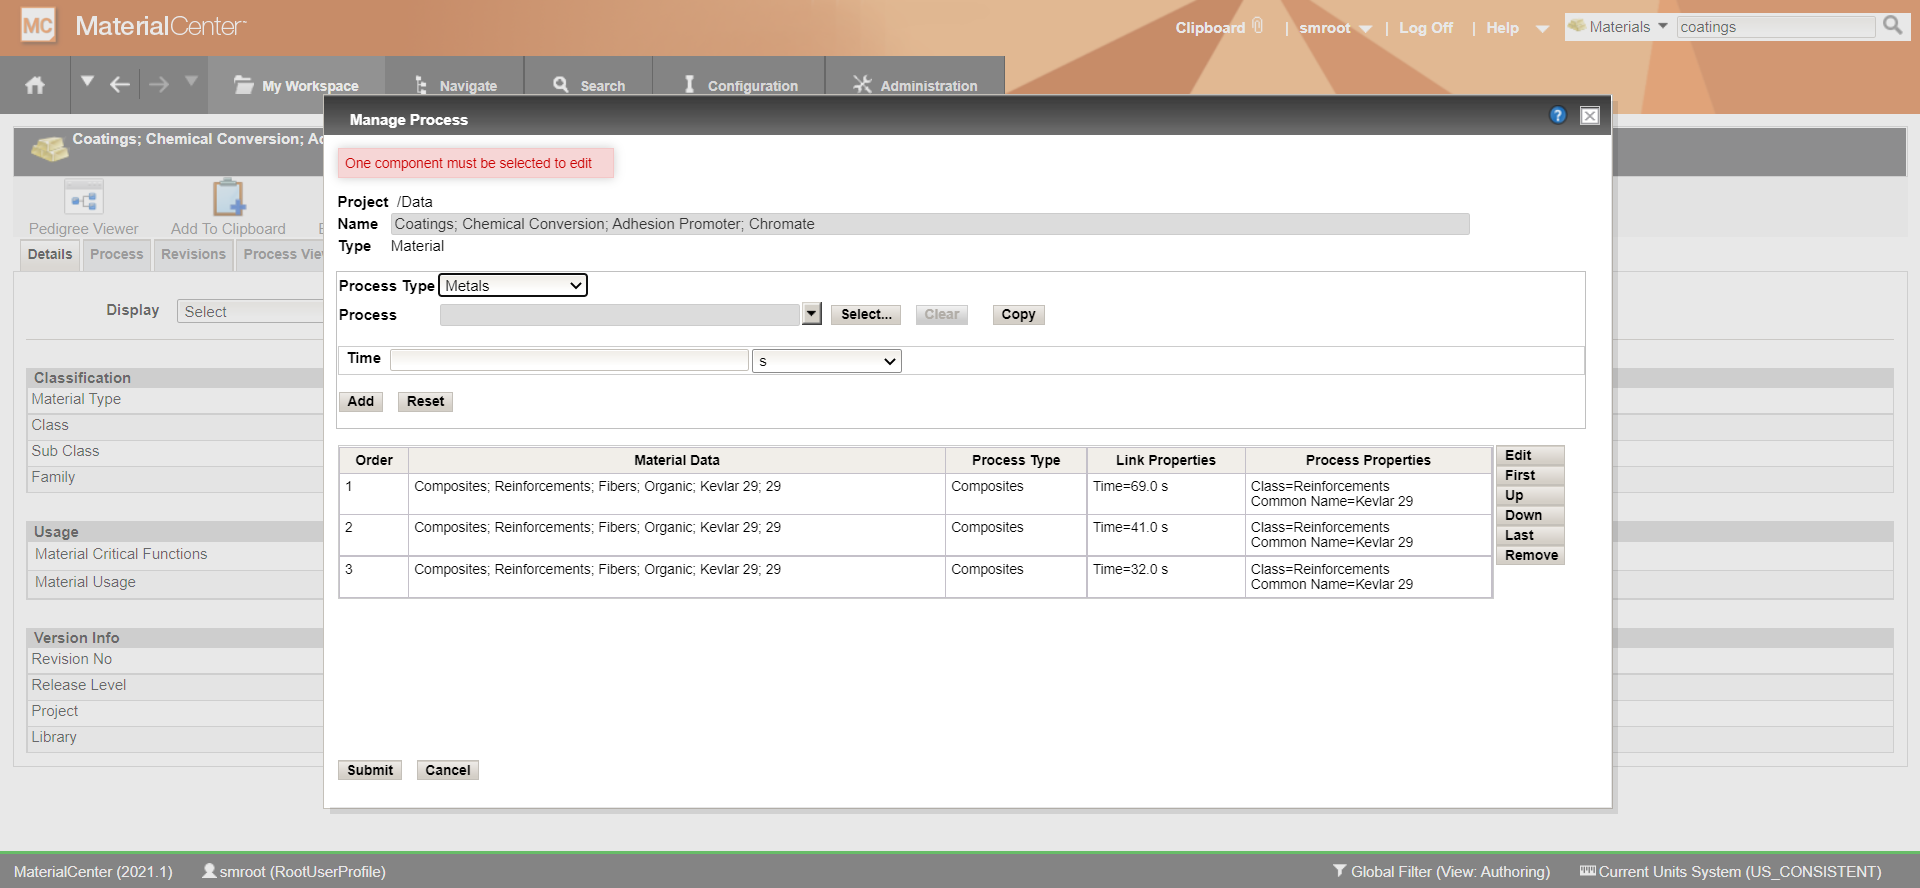 MC MaterialCenter
Clipboard | smroot | Log Off | Help Materials coatings
My Workspace Navigate Search Configuration Administration
Coatings; Chemical Conversion; Ad
Pedigree Viewer Add To Clipboard
Details Process Revisions Process Vie
Display Select
Classification
Material Type
Class
Sub Class
Family
Usage
Material Critical Functions
Material Usage
Version Info
Revision No
Release Level
Project
Library
Manage Process ?
One component must be selected to edit
Project /Data
Name Coatings; Chemical Conversion; Adhesion Promoter; Chromate
Type Material
Process Type Metals
Process Select... Clear Copy
Time s
Add Reset
Order Material Data Process Type Link Properties Process Properties
1 Composites; Reinforcements; Fibers; Organic; Kevlar 29; 29 Composites Time=69.0 s Class=Reinforcements
Common Name=Kevlar 29
2 Composites; Reinforcements; Fibers; Organic; Kevlar 29; 29 Composites Time=41.0 s Class=Reinforcements
Common Name=Kevlar 29
3 Composites; Reinforcements; Fibers; Organic; Kevlar 29; 29 Composites Time=32.0 s Class=Reinforcements
Common Name=Kevlar 29
Edit
First
Up
Down
Last
Remove
Submit Cancel
MaterialCenter (2021.1) smroot (RootUserProfile) Global Filter (View: Authoring) Current Units System (US_CONSISTENT)